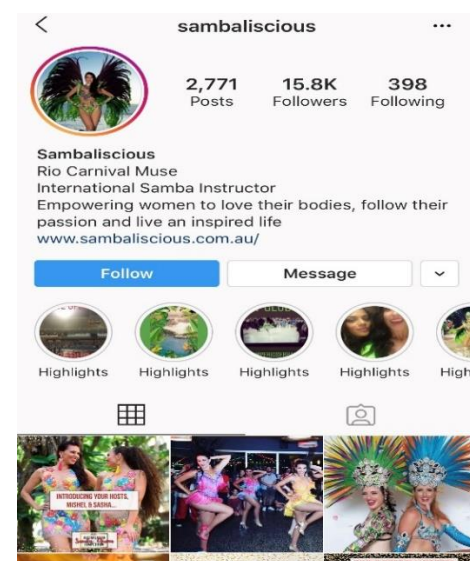 sambaliscious
2,771 15.8K 398
Posts Followers Following
Sambaliscious
Rio Carnival Muse
International Samba Instructor
Empowering women to love their bodies, follow their
passion and live an inspired life
www.sambaliscious.com.au/
Follow Message
Highlights Highlights Highlights Highlights High
INTRODUCING YOUR HOSTS,
MISHEL & SASHA...